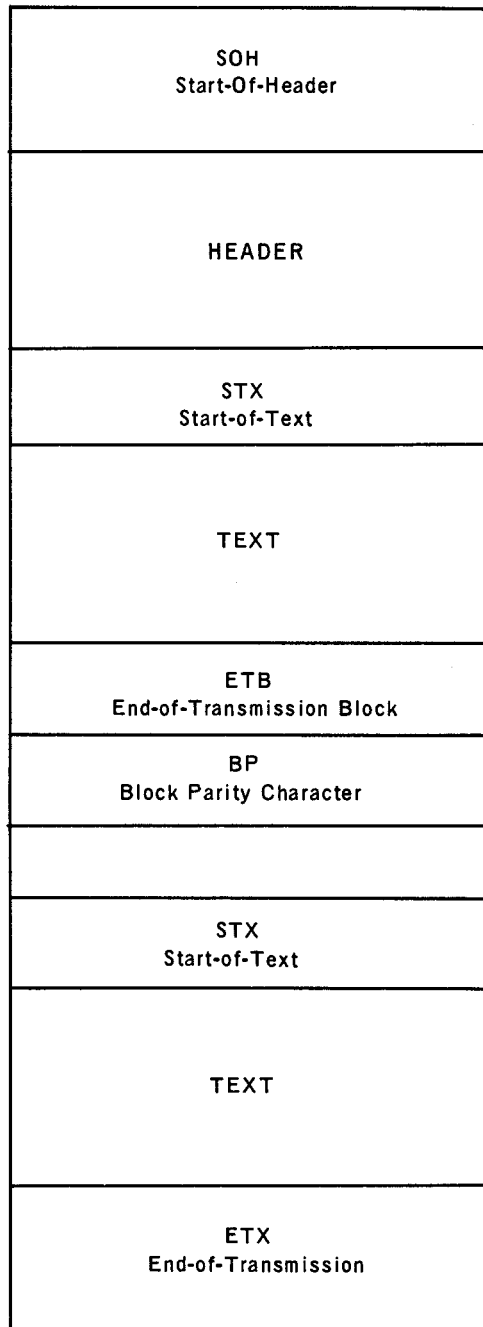 SOH
Start-Of-Header
HEADER
STX
Start-of-Text
TEXT
ETB
End-of-Transmission Block
BP
Block Parity Character
STX
Start-of-Text
TEXT
ETX
End-of-Transmission